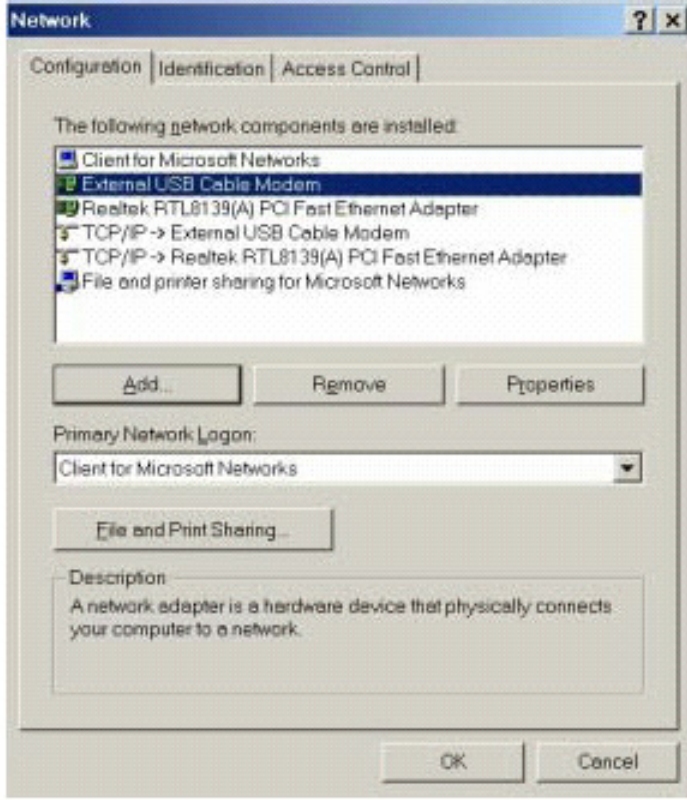 Network
Configuration Identification Access Control
The following network components are installed:
Client for Microsoft Networks
External USB Cable Modem
Realtek RTL8139(A) PCI Fast Ethernet Adapter
TCP/IP -> External USB Cable Modem
TCP/IP -> Realtek RTL8139(A) PCI Fast Ethernet Adapter
File and printer sharing for Microsoft Networks
Add... Remove Properties
Primary Network Logon:
Client for Microsoft Networks
File and Print Sharing...
Description
A network adapter is a hardware device that physically connects
your computer to a network.
OK Cancel